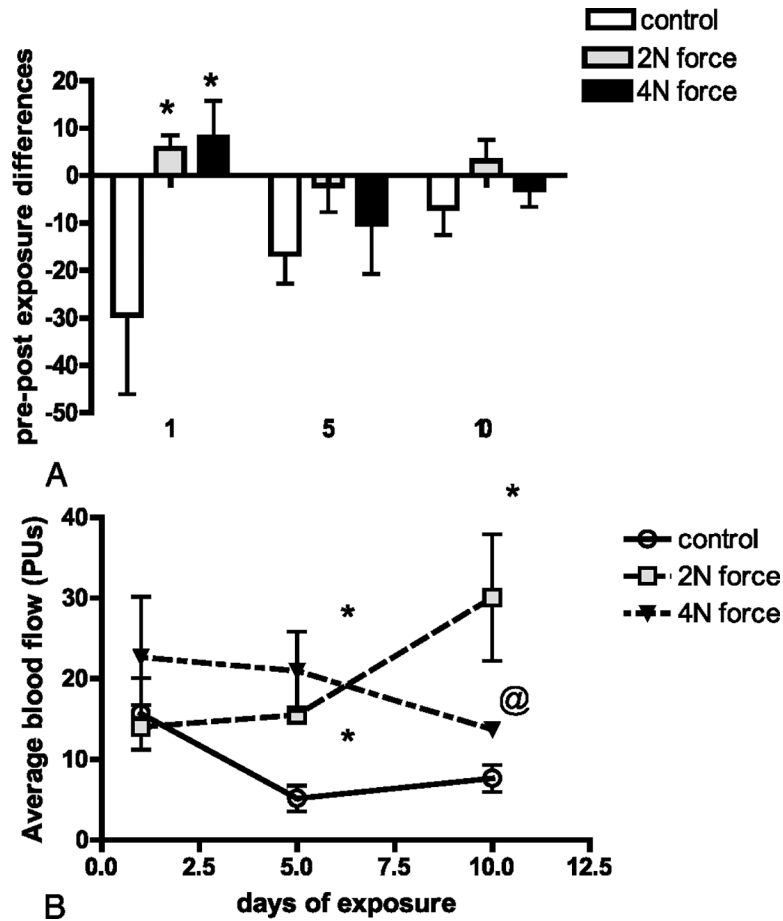 control
2N force
4N force
pre-post exposure differences
20
10
0
-10
-20
-30
-40
-50
* *
1 5 10
A
Average blood flow (PUs)
40
30
20
10
0
*
*
*
@
control
2N force
4N force
0.0 2.5 5.0 7.5 10.0 12.5
days of exposure
B